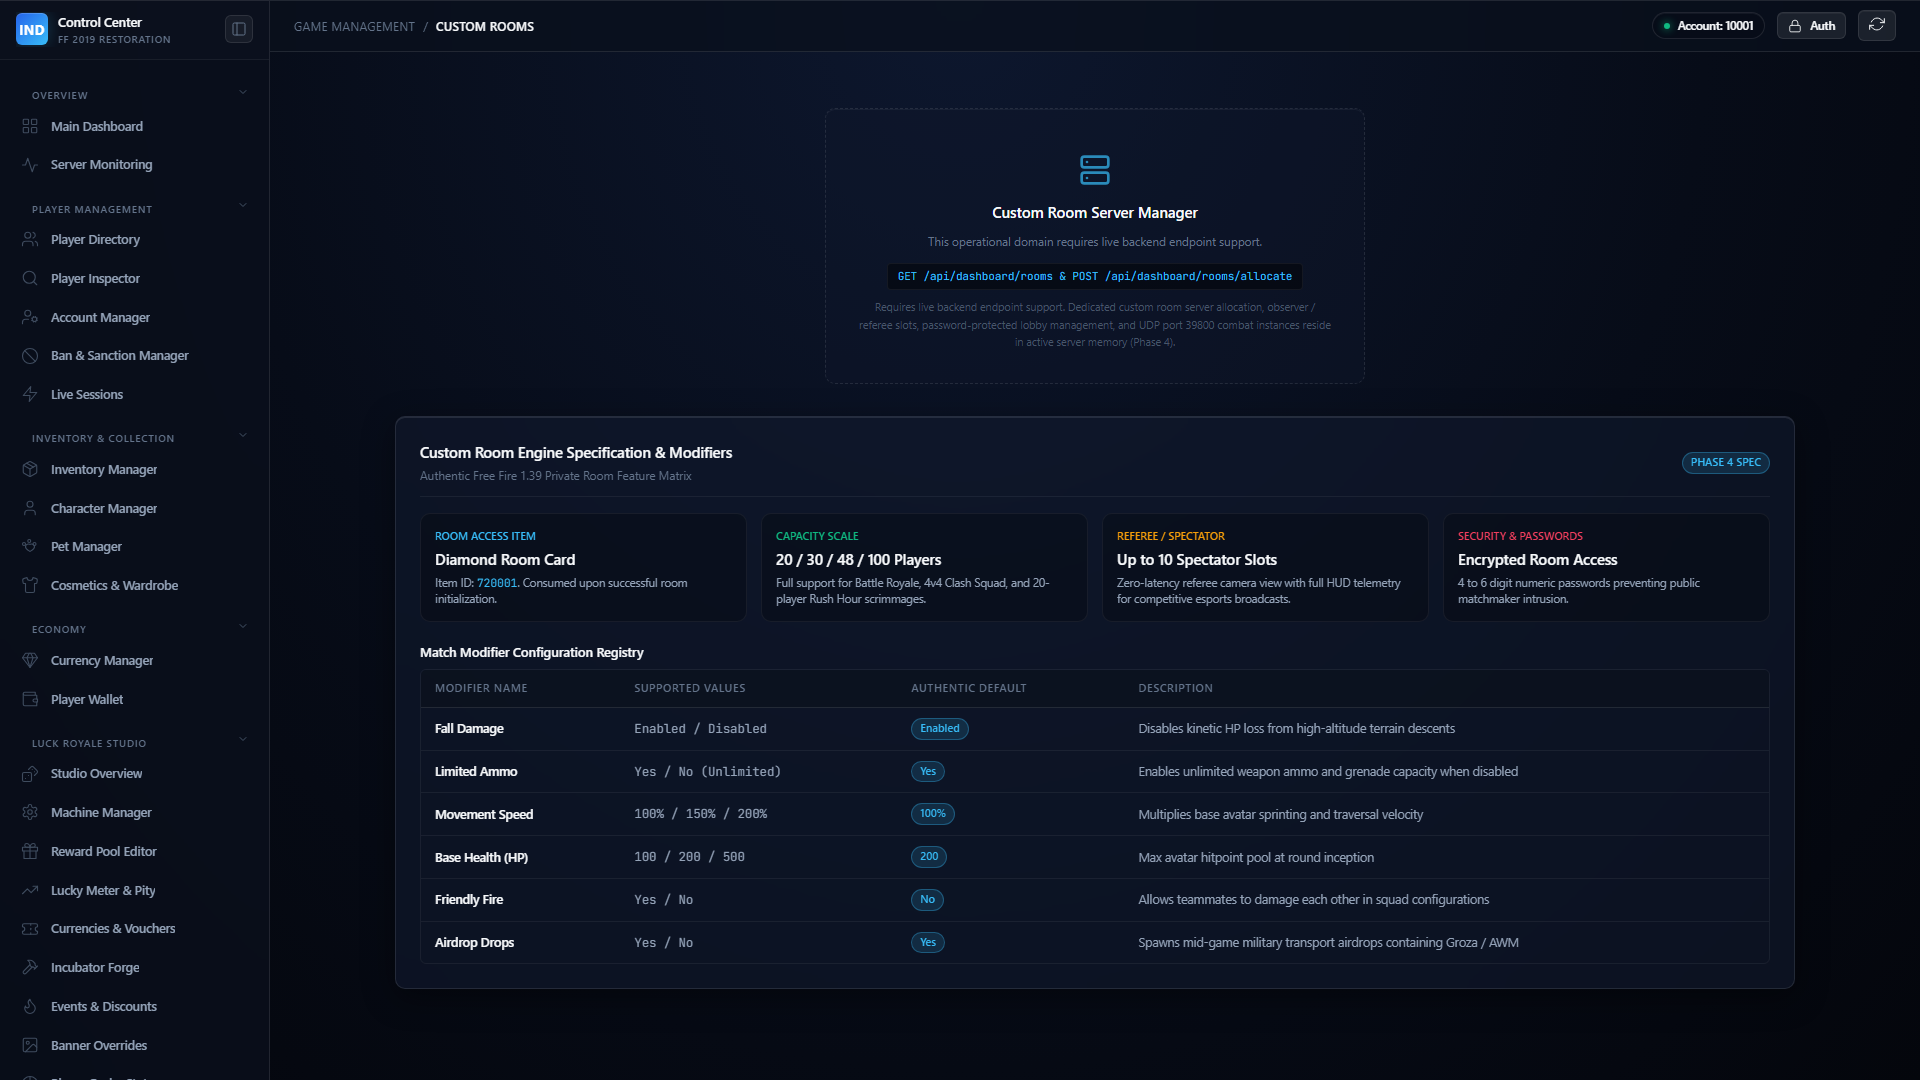 IND
Control Center
FF 2019 RESTORATION
GAME MANAGEMENT / CUSTOM ROOMS
Account: 10001
Auth
OVERVIEW
Main Dashboard
Server Monitoring
PLAYER MANAGEMENT
Player Directory
Player Inspector
Account Manager
Ban & Sanction Manager
Live Sessions
INVENTORY & COLLECTION
Inventory Manager
Character Manager
Pet Manager
Cosmetics & Wardrobe
ECONOMY
Currency Manager
Player Wallet
LUCK ROYALE STUDIO
Studio Overview
Machine Manager
Reward Pool Editor
Lucky Meter & Pity
Currencies & Vouchers
Incubator Forge
Events & Discounts
Banner Overrides
Custom Room Server Manager
This operational domain requires live backend endpoint support.
GET /api/dashboard/rooms & POST /api/dashboard/rooms/allocate
Requires live backend endpoint support. Dedicated custom room server allocation, observer /
referee slots, password-protected lobby management, and UDP port 39800 combat instances reside
in active server memory (Phase 4).
Custom Room Engine Specification & Modifiers
Authentic Free Fire 1.39 Private Room Feature Matrix
PHASE 4 SPEC
ROOM ACCESS ITEM
Diamond Room Card
Item ID: 720001. Consumed upon successful room
initialization.
CAPACITY SCALE
20 / 30 / 48 / 100 Players
Full support for Battle Royale, 4v4 Clash Squad, and 20-
player Rush Hour scrimmages.
REFEREE / SPECTATOR
Up to 10 Spectator Slots
Zero-latency referee camera view with full HUD telemetry
for competitive esports broadcasts.
SECURITY & PASSWORDS
Encrypted Room Access
4 to 6 digit numeric passwords preventing public
matchmaker intrusion.
Match Modifier Configuration Registry
MODIFIER NAME SUPPORTED VALUES AUTHENTIC DEFAULT DESCRIPTION
Fall Damage Enabled / Disabled Enabled Disables kinetic HP loss from high-altitude terrain descents
Limited Ammo Yes / No (Unlimited) Yes Enables unlimited weapon ammo and grenade capacity when disabled
Movement Speed 100% / 150% / 200% 100% Multiplies base avatar sprinting and traversal velocity
Base Health (HP) 100 / 200 / 500 200 Max avatar hitpoint pool at round inception
Friendly Fire Yes / No No Allows teammates to damage each other in squad configurations
Airdrop Drops Yes / No Yes Spawns mid-game military transport airdrops containing Groza / AWM